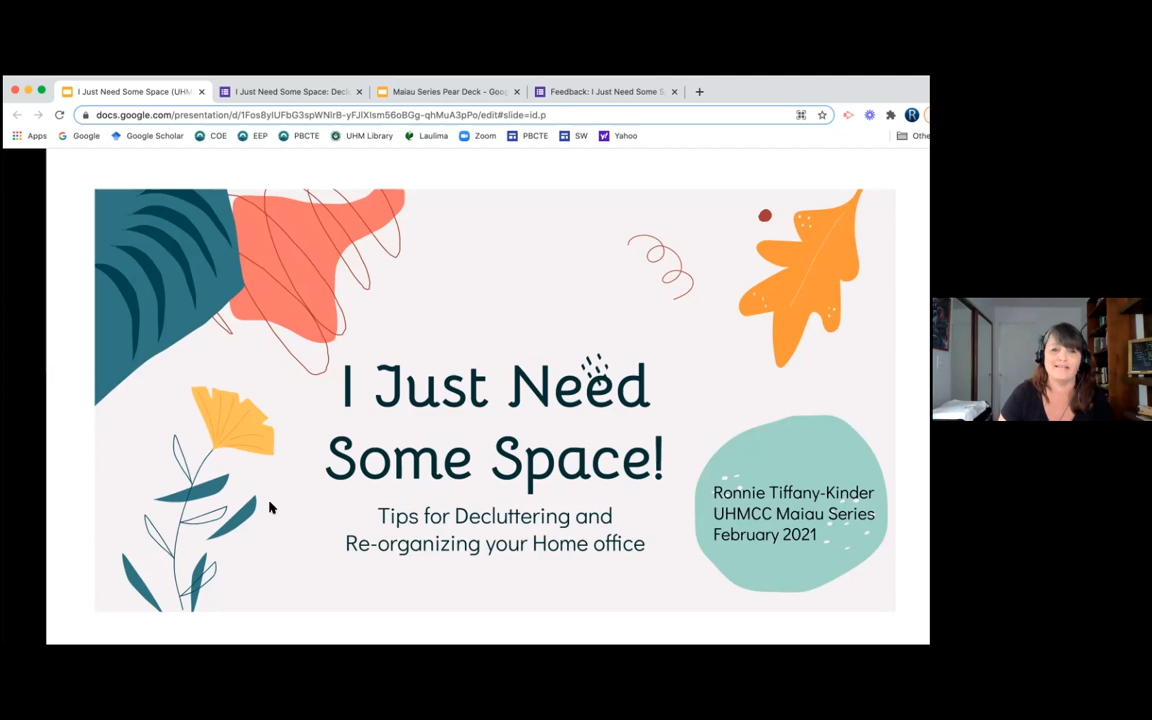 I Just Need Some Space (UHM
I Just Need Some Space: Decl
Maiau Series Pear Deck - Goo
Feedback: I Just Need Some S
docs.google.com/presentation/d/1Fos8yIUFbG3spWNlrB-yFJlXlsm56oBGg-qhMuA3pPo/edit#slide=id.p
Apps Google Google Scholar COE EEP PBCTE UHM Library Laulima Zoom PBCTE SW Yahoo Othe
I Just Need
Some Space!
Tips for Decluttering and
Re-organizing your Home office
Ronnie Tiffany-Kinder
UHMCC Maiau Series
February 2021